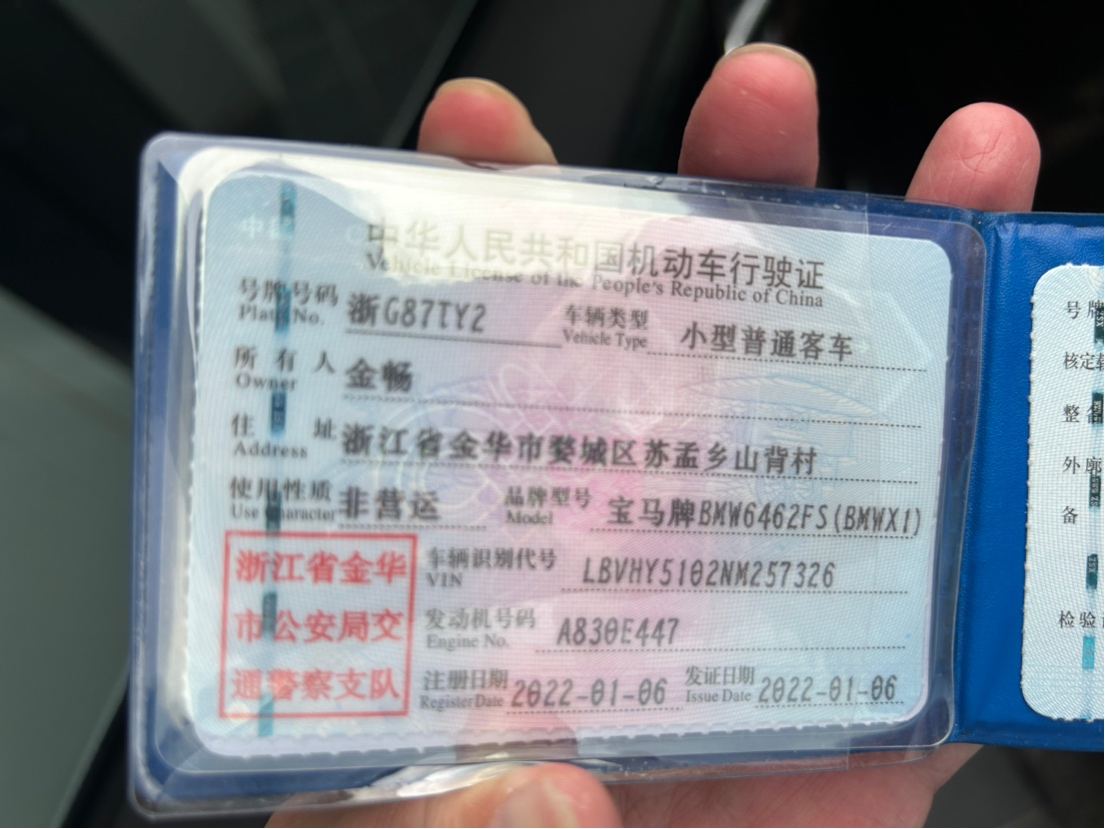 中华人民共和国机动车行驶证
Vehicle License of the People's Republic of China
号牌号码 浙G87TY2 车辆类型 小型普通客车
Plate No. Vehicle Type
所有人 金畅
Owner
住址 浙江省金华市婺城区苏孟乡山背村
Address
使用性质 非营运 品牌型号 宝马牌BMW6462FS(BMWX1)
Use Character Model
浙江省金华
市公安局交
通警察支队
车辆识别代号 LBVHY5102NM257326
VIN
发动机号码 A830E447
Engine No.
注册日期 2022-01-06 发证日期 2022-01-06
Register Date Issue Date
号牌
核定载
整备
外廓
备
检验